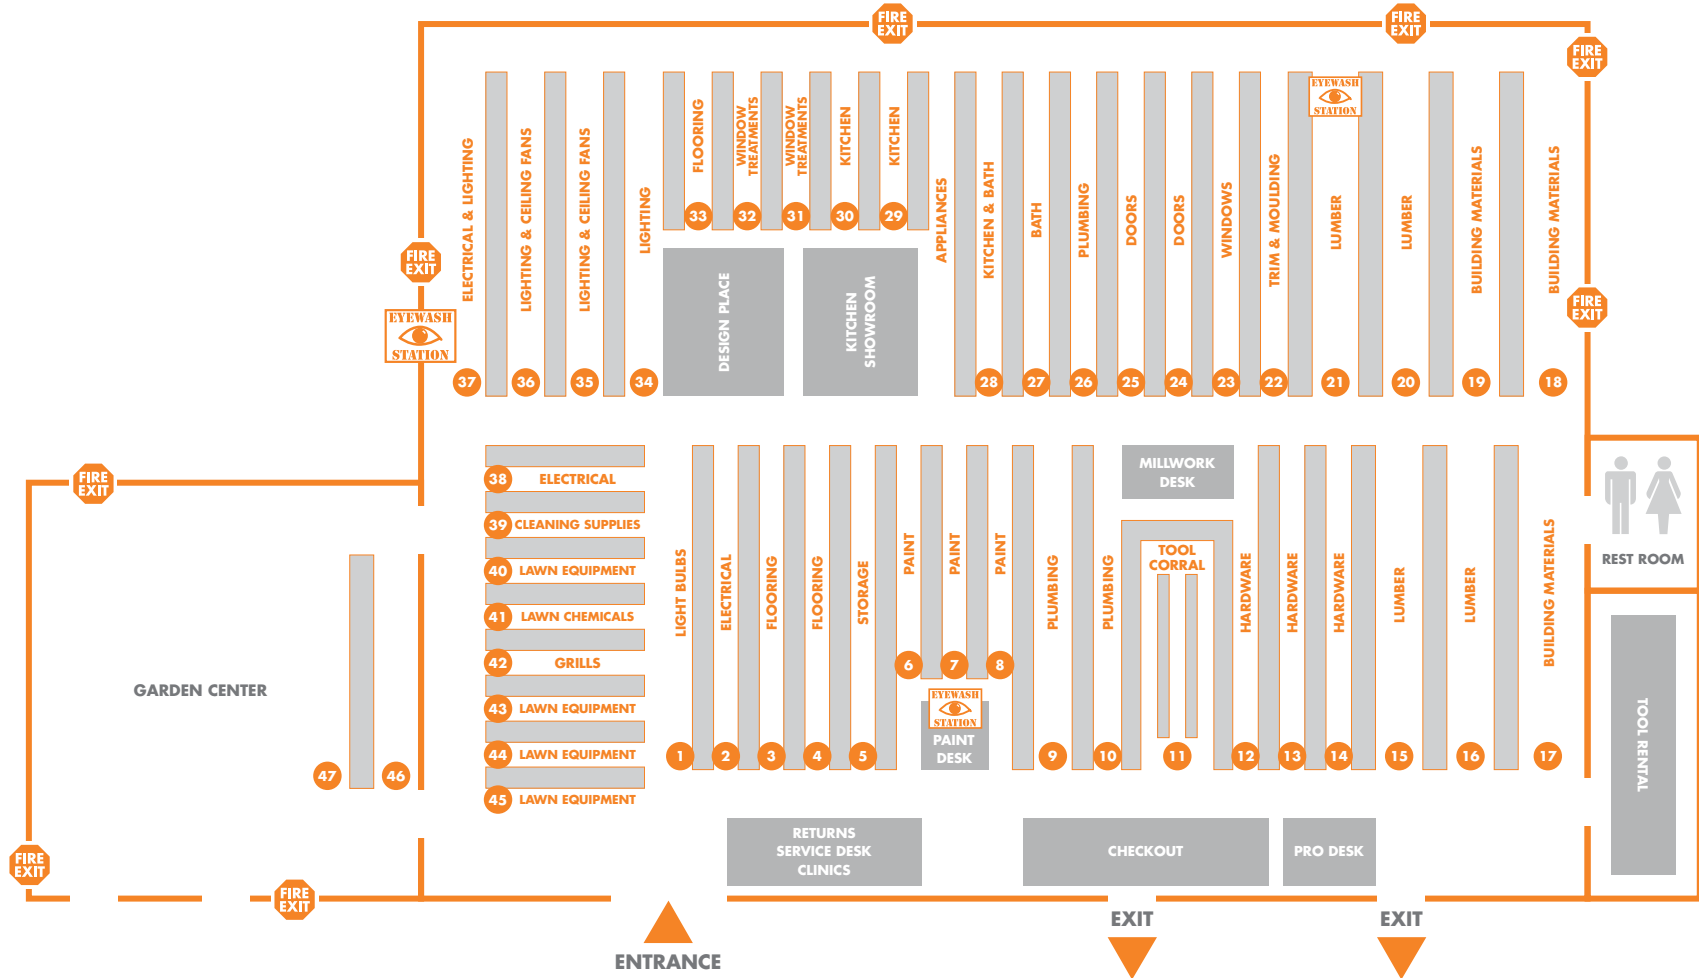 FIRE
EXIT
FIRE
EXIT
FIRE
EXIT
FIRE
EXIT
FIRE
EXIT
EYEWASH
STATION
EYEWASH
STATION
ELECTRICAL & LIGHTING
37
LIGHTING & CEILING FANS
36
LIGHTING & CEILING FANS
35
LIGHTING
34
FLOORING
33
WINDOW
TREATMENTS
32
WINDOW
TREATMENTS
31
KITCHEN
30
KITCHEN
29
DESIGN PLACE
KITCHEN
SHOWROOM
APPLIANCES
KITCHEN & BATH
28
BATH
27
PLUMBING
26
DOORS
25
DOORS
24
WINDOWS
23
TRIM & MOULDING
22
LUMBER
21
LUMBER
20
BUILDING MATERIALS
19
BUILDING MATERIALS
18
FIRE
EXIT
GARDEN CENTER
47
46
38 ELECTRICAL
39 CLEANING SUPPLIES
40 LAWN EQUIPMENT
41 LAWN CHEMICALS
42 GRILLS
43 LAWN EQUIPMENT
44 LAWN EQUIPMENT
45 LAWN EQUIPMENT
LIGHT BULBS
1
ELECTRICAL
2
FLOORING
3
FLOORING
4
STORAGE
5
PAINT
6
PAINT
7
PAINT
8
EYEWASH
STATION
PAINT
DESK
PLUMBING
9
PLUMBING
10
MILLWORK
DESK
TOOL
CORRAL
11
HARDWARE
12
HARDWARE
13
HARDWARE
14
LUMBER
15
LUMBER
16
BUILDING MATERIALS
17
REST ROOM
TOOL RENTAL
RETURNS
SERVICE DESK
CLINICS
CHECKOUT
PRO DESK
FIRE
EXIT
FIRE
EXIT
ENTRANCE
EXIT
EXIT